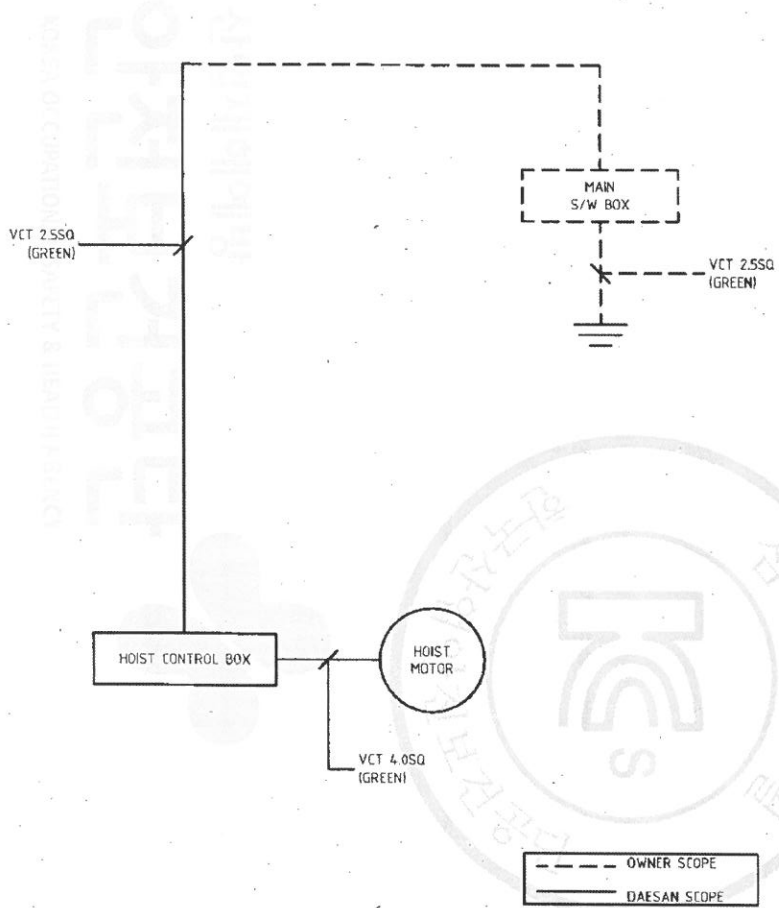 MAIN
S/W BOX
VCT 2.5SQ
(GREEN)
VCT 2.5SQ
(GREEN)
HOIST CONTROL BOX
HOIST
MOTOR
VCT 4.0SQ
(GREEN)
KCS
OWNER SCOPE
DAESAN SCOPE